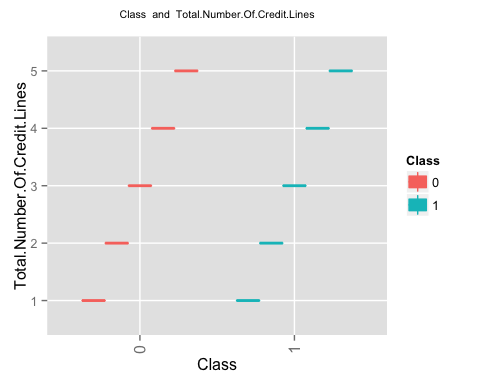 Class and Total.Number.Of.Credit.Lines
Total.Number.Of.Credit.Lines
5
4
3
2
1
0
1
Class
Class
0
1